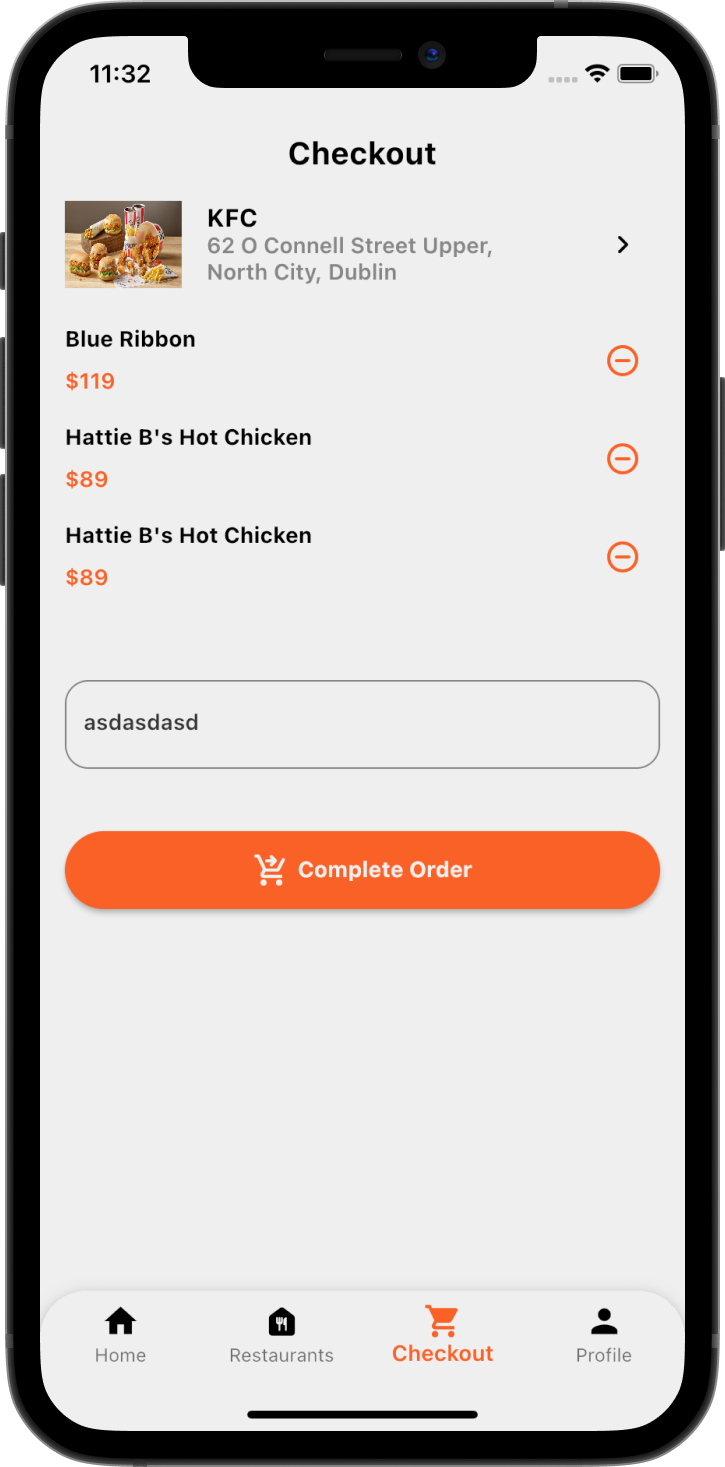 11:32
Checkout
KFC
62 O Connell Street Upper,
North City, Dublin
Blue Ribbon
$119
Hattie B's Hot Chicken
$89
Hattie B's Hot Chicken
$89
asdasdasd
Complete Order
Home
Restaurants
Checkout
Profile